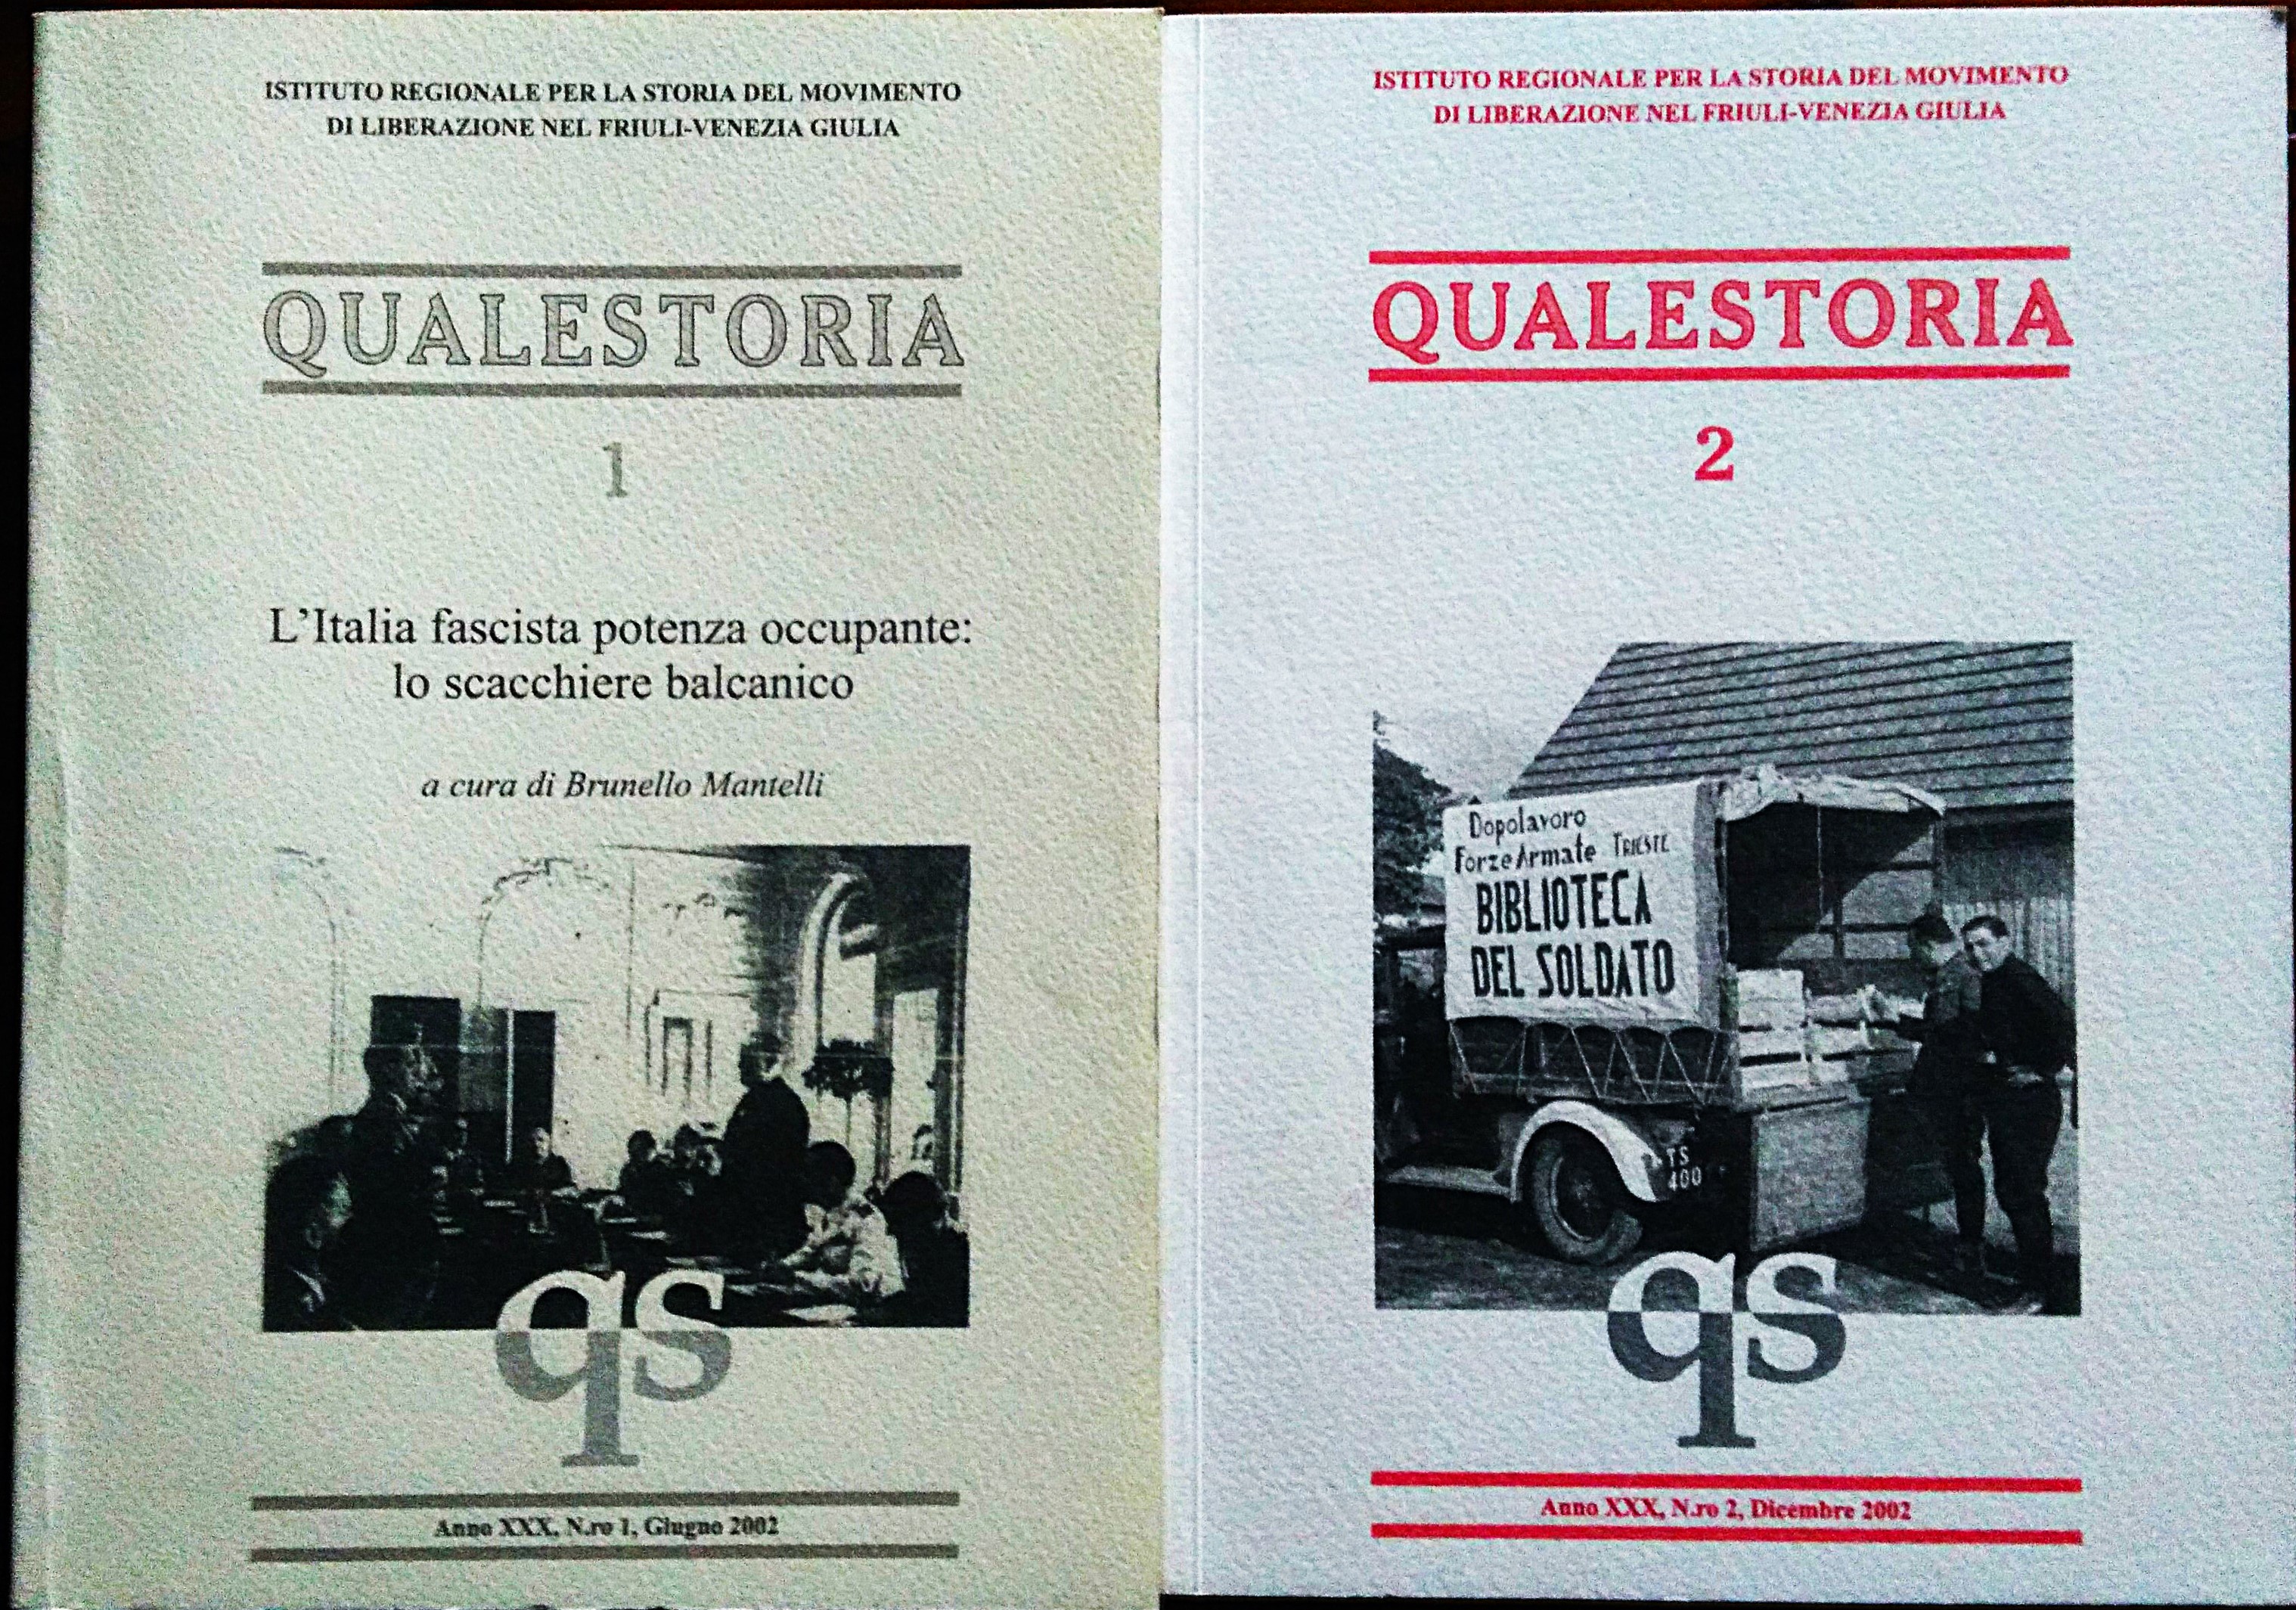 ISTITUTO REGIONALE PER LA STORIA DEL MOVIMENTO
DI LIBERAZIONE NEL FRIULI-VENEZIA GIULIA
QUALESTORIA
1
L'Italia fascista potenza occupante:
lo scacchiere balcanico
a cura di Brunello Mantelli
qs
Anno XXX, N.ro 1, Giugno 2002
ISTITUTO REGIONALE PER LA STORIA DEL MOVIMENTO
DI LIBERAZIONE NEL FRIULI-VENEZIA GIULIA
QUALESTORIA
2
Dopolavoro
Forze Armate TRIESTE
BIBLIOTECA
DEL SOLDATO
TS
400
qs
Anno XXX, N.ro 2, Dicembre 2002